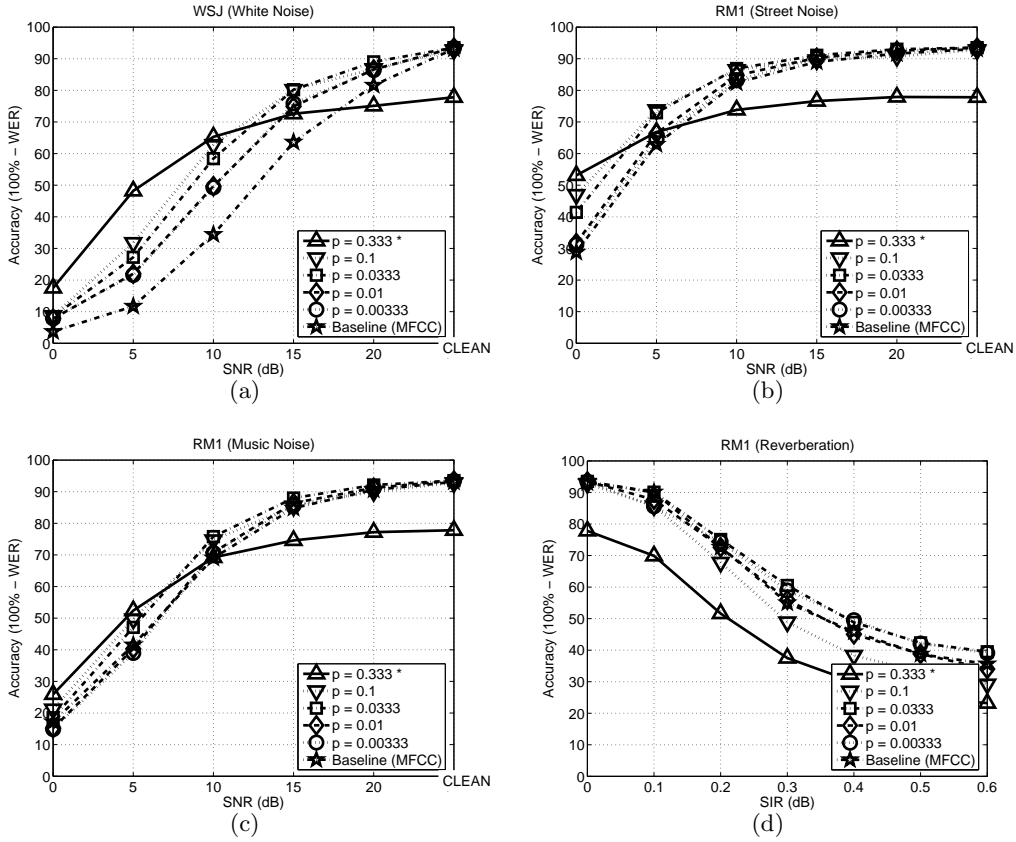 WSJ (White Noise)
100
90
80
70
60
50
40
30
20
10
0
Accuracy (100% − WER)
0 5 10 15 20 CLEAN
SNR (dB)
p = 0.333 *
p = 0.1
p = 0.0333
p = 0.01
p = 0.00333
Baseline (MFCC)
(a)
RM1 (Street Noise)
100
90
80
70
60
50
40
30
20
10
0
Accuracy (100% − WER)
0 5 10 15 20 CLEAN
SNR (dB)
p = 0.333 *
p = 0.1
p = 0.0333
p = 0.01
p = 0.00333
Baseline (MFCC)
(b)
RM1 (Music Noise)
100
90
80
70
60
50
40
30
20
10
0
Accuracy (100% − WER)
0 5 10 15 20 CLEAN
SNR (dB)
p = 0.333 *
p = 0.1
p = 0.0333
p = 0.01
p = 0.00333
Baseline (MFCC)
(c)
RM1 (Reverberation)
100
90
80
70
60
50
40
30
20
10
0
Accuracy (100% − WER)
0 0.1 0.2 0.3 0.4 0.5 0.6
SIR (dB)
p = 0.333 *
p = 0.1
p = 0.0333
p = 0.01
p = 0.00333
Baseline (MFCC)
(d)